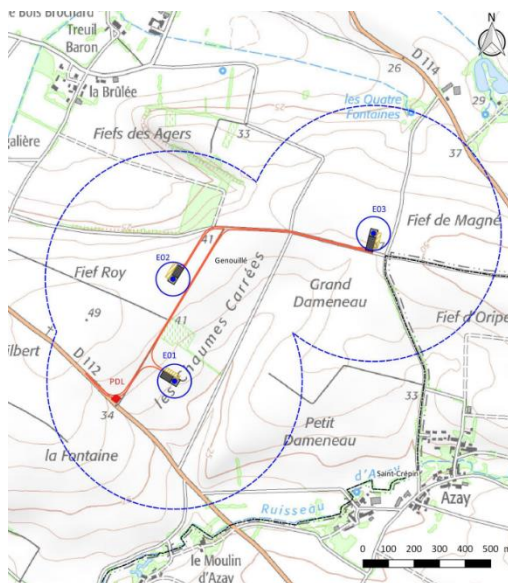 le Bois Brochard
Treuil
Baron
la Brûlée
galière
N
26
D 114
les Quatre
Fontaines
29
37
Fiefs des Agers
33
E03
Fief de Magné
41
Genouillé
E02
Fief Roy
Grand
Dameneau
les Chaumes Carrées
49
41
Fief d'Oripe
ilbert
D 112
E01
PDL
34
33
la Fontaine
Petit
Dameneau
Saint-Crépin
Azay
Ruisseau
le Moulin
d'Azay
0 100 200 300 400 500 m